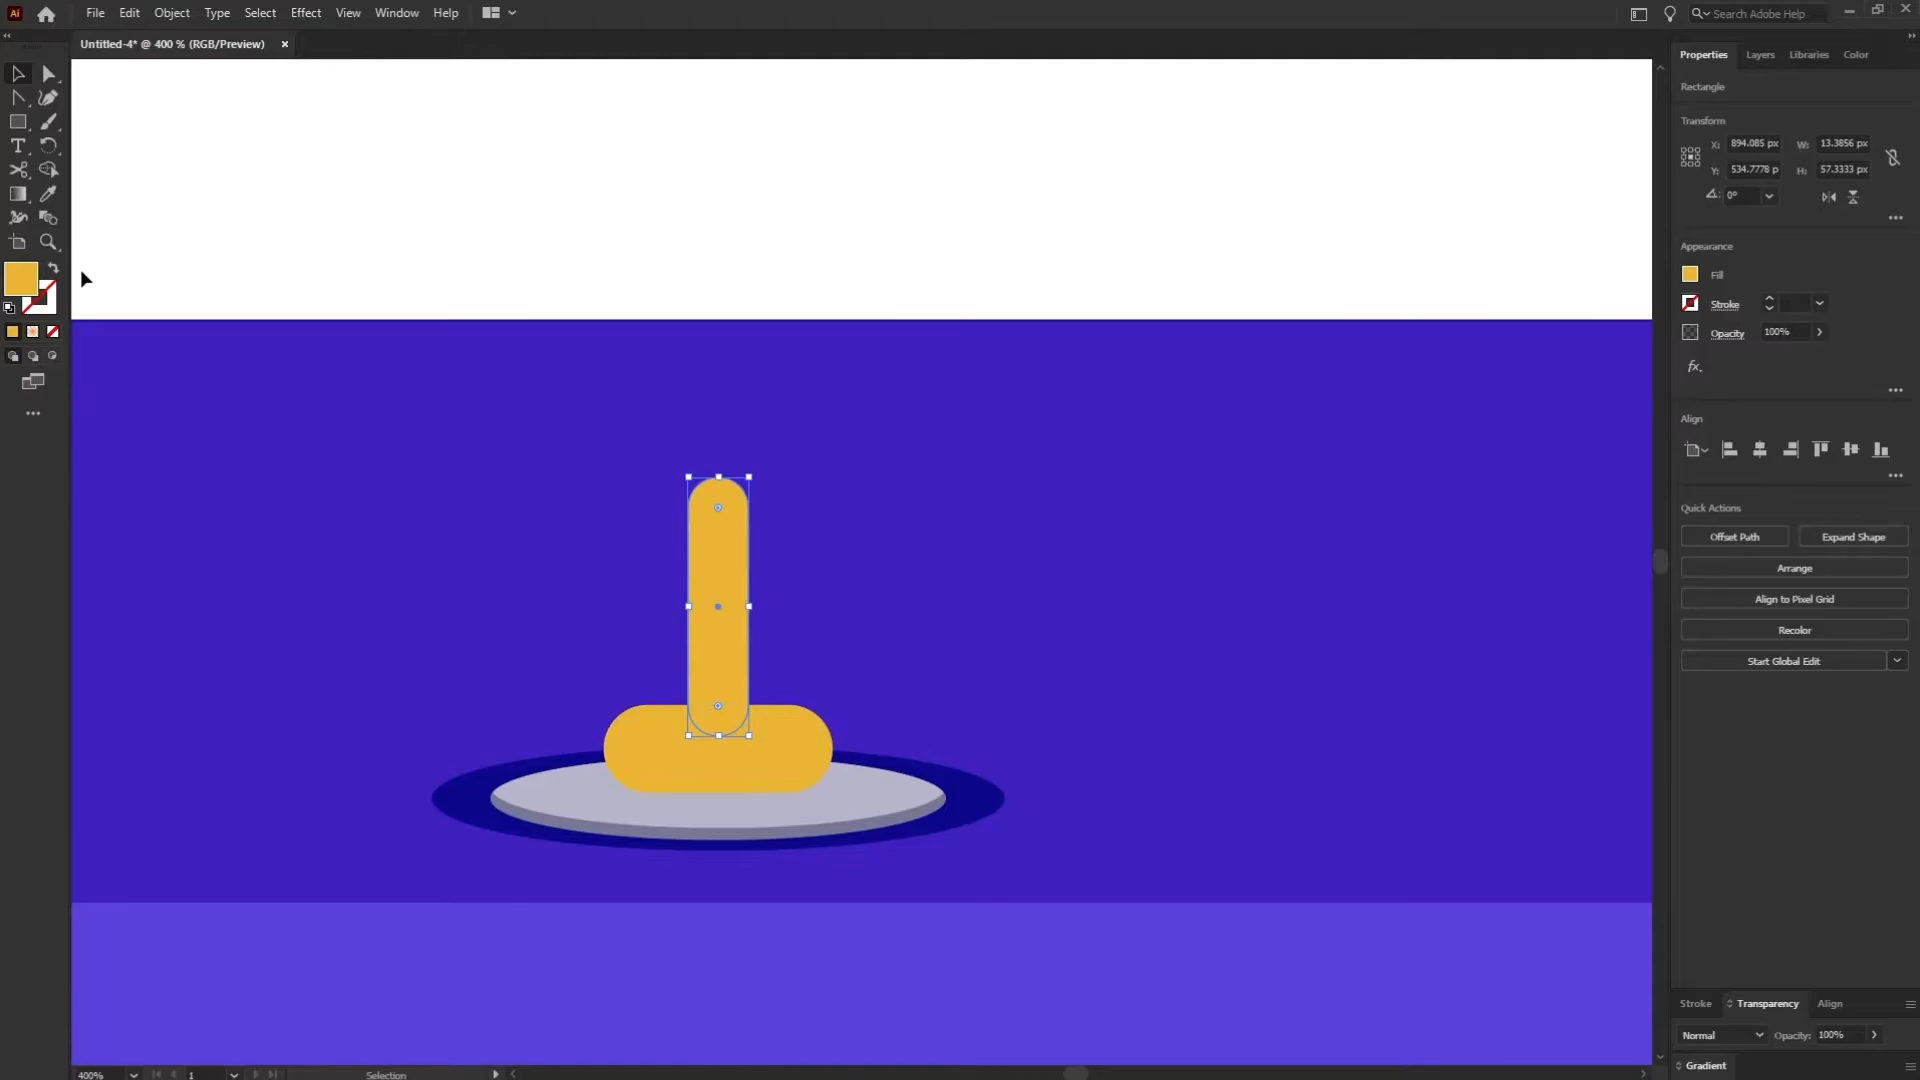 Ai File Edit Object Type Select Effect View Window Help
Search Adobe Help
Untitled-4* @ 400 % (RGB/Preview) ×
Properties Layers Libraries Color
Rectangle
Transform
X: 894.085 px W: 13.3856 px
Y: 534.7778 p H: 57.3333 px
0°
Appearance
Fill
Stroke
Opacity 100%
fx.
Align
Quick Actions
Offset Path Expand Shape
Arrange
Align to Pixel Grid
Recolor
Start Global Edit
Stroke Transparency Align
Normal Opacity: 100%
Gradient
400% 1 Selection